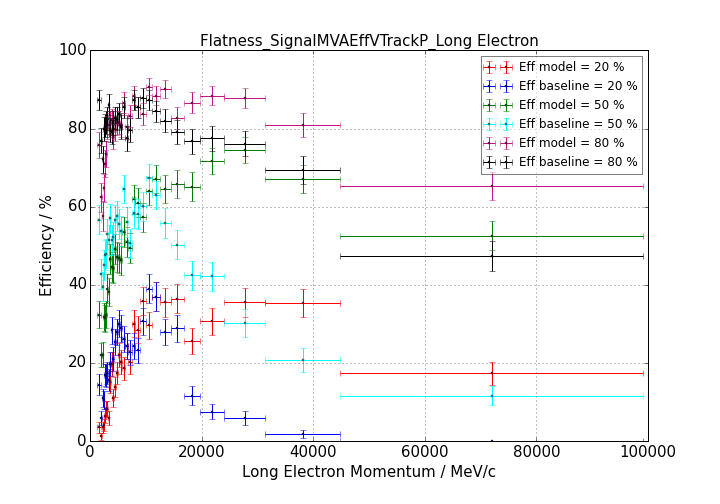 Flatness_SignalMVAEffVTrackP_Long Electron
100
80
60
40
20
0
Efficiency / %
Eff model = 20 %
Eff baseline = 20 %
Eff model = 50 %
Eff baseline = 50 %
Eff model = 80 %
Eff baseline = 80 %
0 20000 40000 60000 80000 100000
Long Electron Momentum / MeV/c